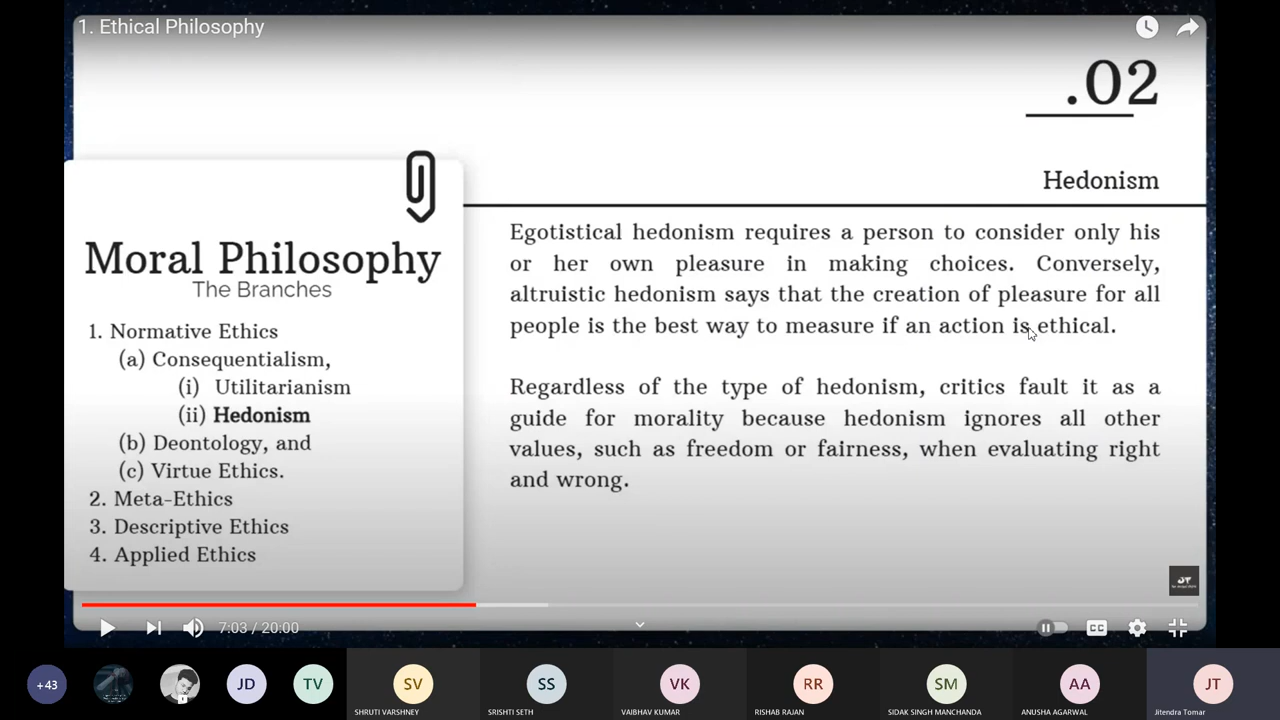 1. Ethical Philosophy
.02
Hedonism
Moral Philosophy
The Branches
1. Normative Ethics
(a) Consequentialism,
(i) Utilitarianism
(ii) Hedonism
(b) Deontology, and
(c) Virtue Ethics.
2. Meta-Ethics
3. Descriptive Ethics
4. Applied Ethics
Egotistical hedonism requires a person to consider only his
or her own pleasure in making choices. Conversely,
altruistic hedonism says that the creation of pleasure for all
people is the best way to measure if an action is ethical.
Regardless of the type of hedonism, critics fault it as a
guide for morality because hedonism ignores all other
values, such as freedom or fairness, when evaluating right
and wrong.
7:03 / 20:00
CC
+43
JD
TV
SV
SHRUTI VARSHNEY
SS
SRISHTI SETH
VK
VAIBHAV KUMAR
RR
RISHAB RAJAN
SM
SIDAK SINGH MANCHANDA
AA
ANUSHA AGARWAL
JT
Jitendra Tomar